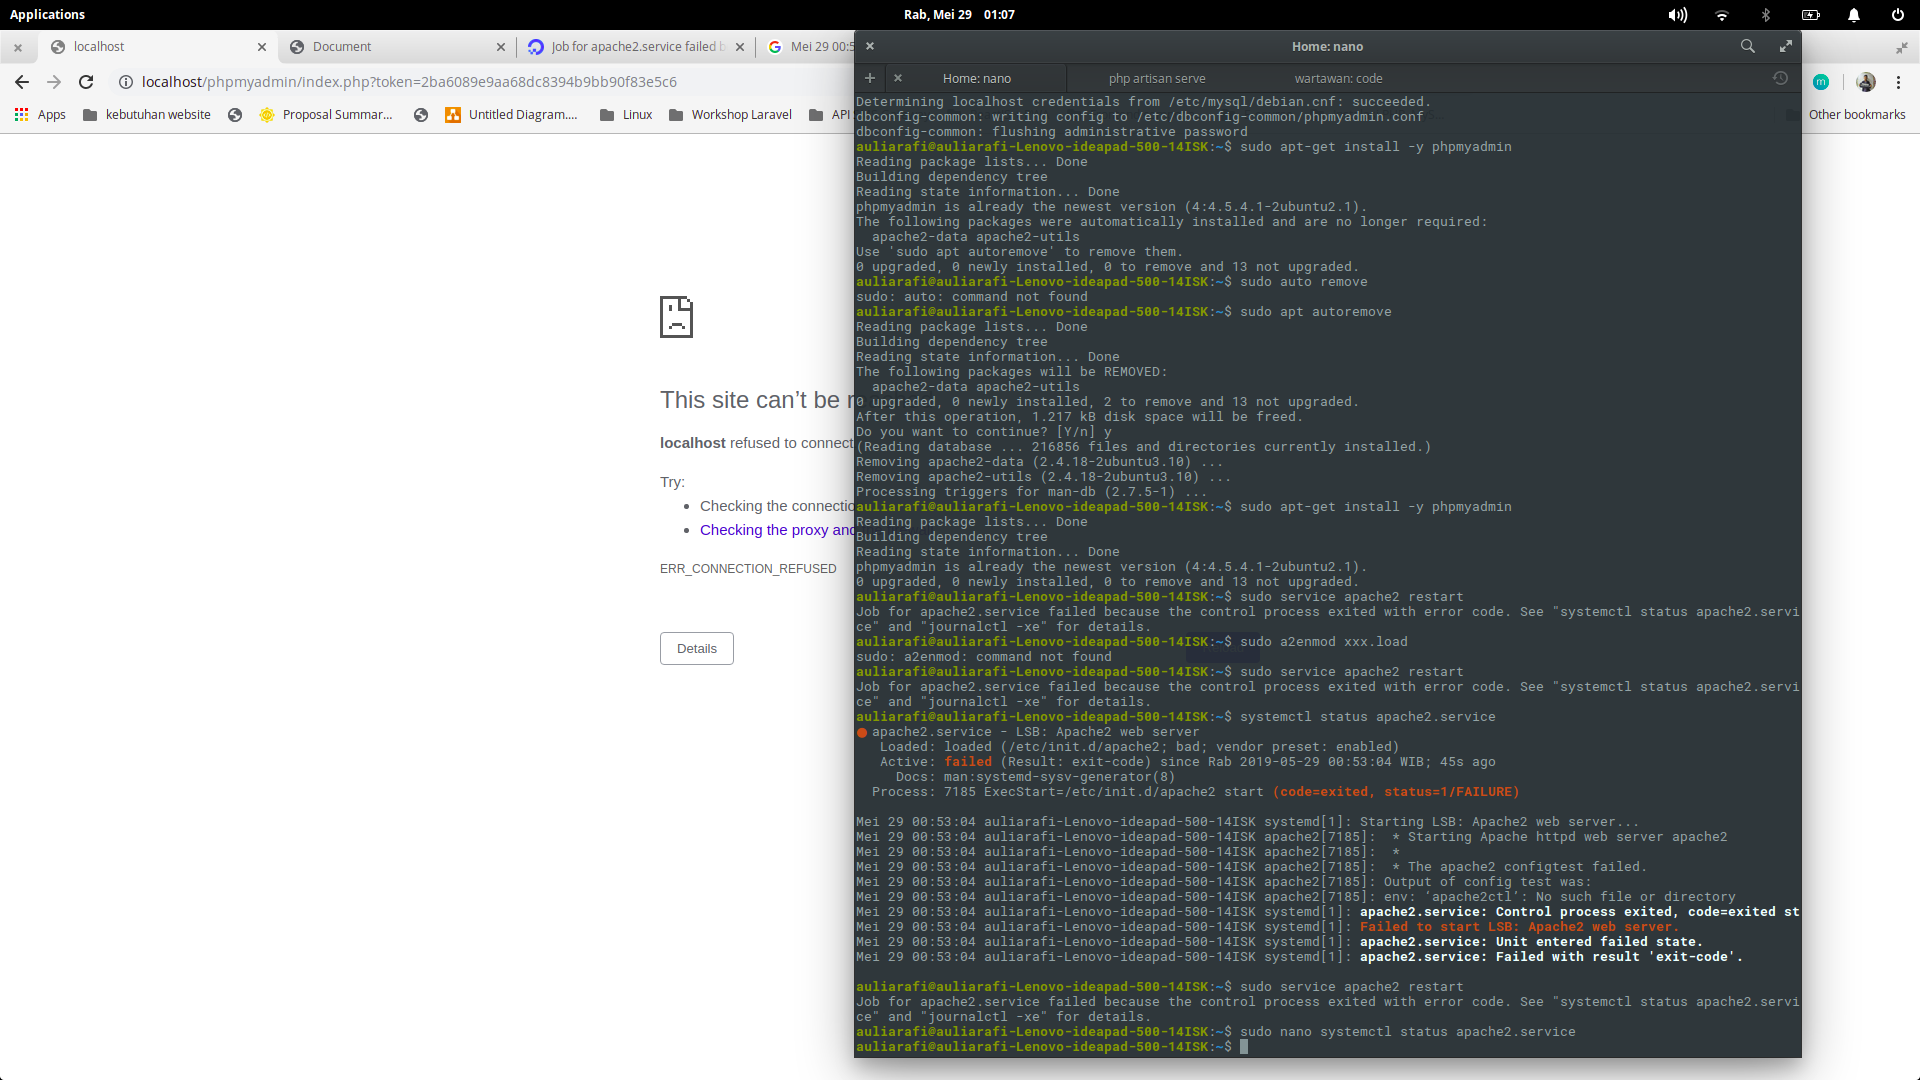 Applications
Rab, Mei 29 01:07
localhost
Document
Job for apache2.service failed b
Mei 29 00:5
localhost/phpmyadmin/index.php?token=2ba6089e9aa68dc8394b9bb90f83e5c6
m
Apps
kebutuhan website
Proposal Summar...
Untitled Diagram....
Linux
Workshop Laravel
API
Other bookmarks
This site can't be r
localhost refused to connect
Try:
Checking the connectio
Checking the proxy and
ERR_CONNECTION_REFUSED
Details
Home: nano
Home: nano
php artisan serve
wartawan: code
Determining localhost credentials from /etc/mysql/debian.cnf: succeeded.
dbconfig-common: writing config to /etc/dbconfig-common/phpmyadmin.conf
dbconfig-common: flushing administrative password
auliarafi@auliarafi-Lenovo-ideapad-500-14ISK:~$ sudo apt-get install -y phpmyadmin
Reading package lists... Done
Building dependency tree
Reading state information... Done
phpmyadmin is already the newest version (4:4.5.4.1-2ubuntu2.1).
The following packages were automatically installed and are no longer required:
  apache2-data apache2-utils
Use 'sudo apt autoremove' to remove them.
0 upgraded, 0 newly installed, 0 to remove and 13 not upgraded.
auliarafi@auliarafi-Lenovo-ideapad-500-14ISK:~$ sudo auto remove
sudo: auto: command not found
auliarafi@auliarafi-Lenovo-ideapad-500-14ISK:~$ sudo apt autoremove
Reading package lists... Done
Building dependency tree
Reading state information... Done
The following packages will be REMOVED:
  apache2-data apache2-utils
0 upgraded, 0 newly installed, 2 to remove and 13 not upgraded.
After this operation, 1.217 kB disk space will be freed.
Do you want to continue? [Y/n] y
(Reading database ... 216856 files and directories currently installed.)
Removing apache2-data (2.4.18-2ubuntu3.10) ...
Removing apache2-utils (2.4.18-2ubuntu3.10) ...
Processing triggers for man-db (2.7.5-1) ...
auliarafi@auliarafi-Lenovo-ideapad-500-14ISK:~$ sudo apt-get install -y phpmyadmin
Reading package lists... Done
Building dependency tree
Reading state information... Done
phpmyadmin is already the newest version (4:4.5.4.1-2ubuntu2.1).
0 upgraded, 0 newly installed, 0 to remove and 13 not upgraded.
auliarafi@auliarafi-Lenovo-ideapad-500-14ISK:~$ sudo service apache2 restart
Job for apache2.service failed because the control process exited with error code. See "systemctl status apache2.servi
ce" and "journalctl -xe" for details.
auliarafi@auliarafi-Lenovo-ideapad-500-14ISK:~$ sudo a2enmod xxx.load
sudo: a2enmod: command not found
auliarafi@auliarafi-Lenovo-ideapad-500-14ISK:~$ sudo service apache2 restart
Job for apache2.service failed because the control process exited with error code. See "systemctl status apache2.servi
ce" and "journalctl -xe" for details.
auliarafi@auliarafi-Lenovo-ideapad-500-14ISK:~$ systemctl status apache2.service
● apache2.service - LSB: Apache2 web server
   Loaded: loaded (/etc/init.d/apache2; bad; vendor preset: enabled)
   Active: failed (Result: exit-code) since Rab 2019-05-29 00:53:04 WIB; 45s ago
     Docs: man:systemd-sysv-generator(8)
  Process: 7185 ExecStart=/etc/init.d/apache2 start (code=exited, status=1/FAILURE)
Mei 29 00:53:04 auliarafi-Lenovo-ideapad-500-14ISK systemd[1]: Starting LSB: Apache2 web server...
Mei 29 00:53:04 auliarafi-Lenovo-ideapad-500-14ISK apache2[7185]:  * Starting Apache httpd web server apache2
Mei 29 00:53:04 auliarafi-Lenovo-ideapad-500-14ISK apache2[7185]:  *
Mei 29 00:53:04 auliarafi-Lenovo-ideapad-500-14ISK apache2[7185]:  * The apache2 configtest failed.
Mei 29 00:53:04 auliarafi-Lenovo-ideapad-500-14ISK apache2[7185]: Output of config test was:
Mei 29 00:53:04 auliarafi-Lenovo-ideapad-500-14ISK apache2[7185]: env: 'apache2ctl': No such file or directory
Mei 29 00:53:04 auliarafi-Lenovo-ideapad-500-14ISK systemd[1]: apache2.service: Control process exited, code=exited st
Mei 29 00:53:04 auliarafi-Lenovo-ideapad-500-14ISK systemd[1]: Failed to start LSB: Apache2 web server.
Mei 29 00:53:04 auliarafi-Lenovo-ideapad-500-14ISK systemd[1]: apache2.service: Unit entered failed state.
Mei 29 00:53:04 auliarafi-Lenovo-ideapad-500-14ISK systemd[1]: apache2.service: Failed with result 'exit-code'.
auliarafi@auliarafi-Lenovo-ideapad-500-14ISK:~$ sudo service apache2 restart
Job for apache2.service failed because the control process exited with error code. See "systemctl status apache2.servi
ce" and "journalctl -xe" for details.
auliarafi@auliarafi-Lenovo-ideapad-500-14ISK:~$ sudo nano systemctl status apache2.service
auliarafi@auliarafi-Lenovo-ideapad-500-14ISK:~$